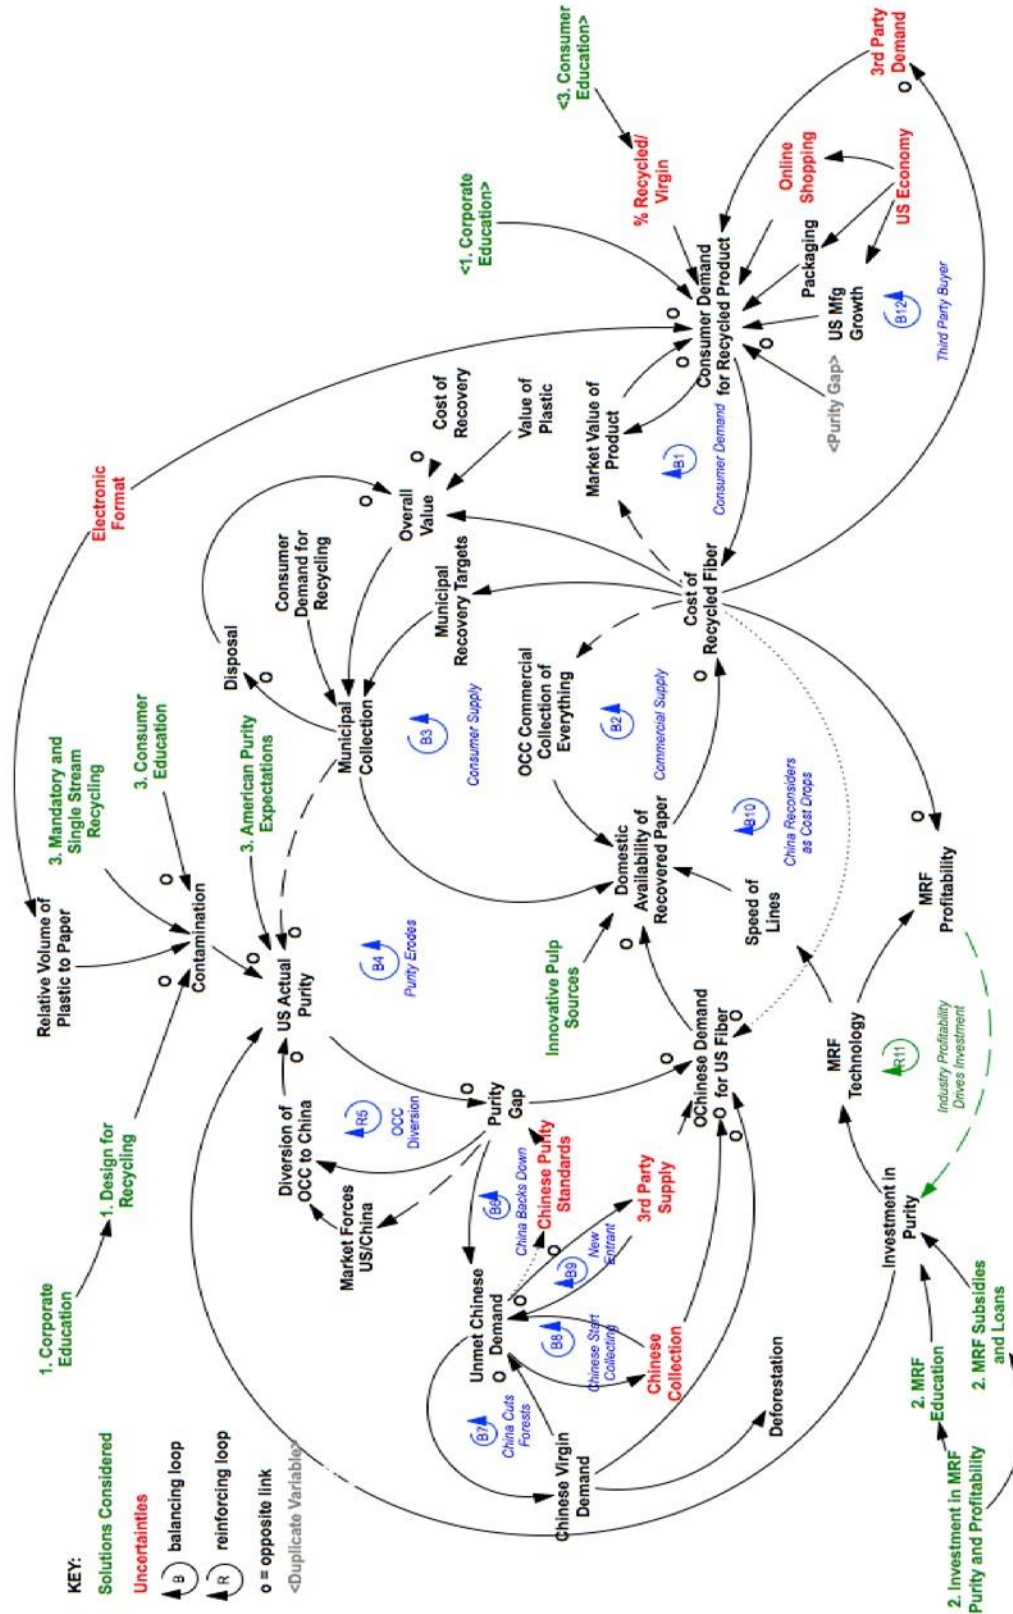 KEY:
Solutions Considered
Uncertainties
B balancing loop
R reinforcing loop
o = opposite link
<Duplicate Variable>
1. Corporate
Education
1. Design for
Recycling
Relative Volume of
Plastic to Paper
3. Mandatory and
Single Stream
Recycling
3. Consumer
Education
Electronic
Format
O
O
Contamination
O
3. American Purity
Expectations
US Actual
Purity
O
O
Diversion of
OCC to China
R5
OCC
Diversion
B4
Purity Erodes
Market Forces
US/China
Purity
Gap
O
Disposal
O
Municipal
Collection
Consumer
Demand for
Recycling
O
Overall
Value
O
Cost of
Recovery
Value of
Plastic
Municipal
Recovery Targets
B3
Consumer Supply
<1. Corporate
Education>
<3. Consumer
Education>
% Recycled/
Virgin
Unmet Chinese
Demand
O
O
B7
China Cuts
Forests
B8
Chinese Start
Collecting
B6
China Backs Down
Chinese Purity
Standards
B9
New
Entrant
O
3rd Party
Supply
Chinese
Collection
Chinese Virgin
Demand
Deforestation
O
O
O
O
O
Chinese Demand
for US Fiber
Innovative Pulp
Sources
O
Domestic
Availability of
Recovered Paper
OCC Commercial
Collection of
Everything
B2
Commercial Supply
O
Cost of
Recycled Fiber
Market Value of
Product
B1
Consumer Demand
O
O
O
Consumer Demand
for Recycled Product
Online
Shopping
Packaging
US Mfg
Growth
<Purity Gap>
US Economy
3rd Party
Demand
O
B12
Third Party Buyer
B10
China Reconsiders
as Cost Drops
Speed of
Lines
MRF
Technology
O
MRF
Profitability
R11
Industry Profitability
Drives Investment
Investment in
Purity
2. MRF
Education
2. MRF Subsidies
and Loans
2. Investment in MRF
Purity and Profitability